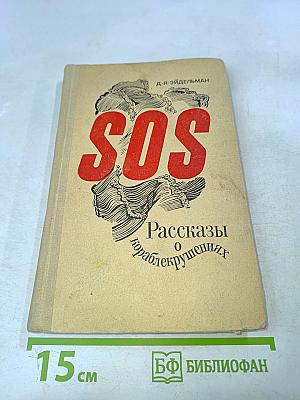 Д·Я·ЭЙДЕЛЬМАН
SOS
Рассказы
о
кораблекрушениях
15 см
БФ БИБЛИОФАН